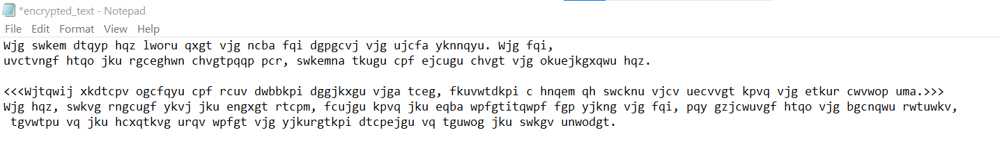 *encrypted_text - Notepad
File Edit Format View Help
Wjg swkem dtqyp hqz lworu qxgt vjg ncba fqi dgpgcvj vjg ujcfa yknnqyu. Wjg fqi,
uvctvngf htqo jku rgceghwn chvgtpqqp pcr, swkemna tkugu cpf ejcugu chvgt vjg okuejkgxqwu hqz.
<<<Wjtqwij xkdtcpv ogcfqyu cpf rcuv dwbbkpi dggjkxgu vjga tceg, fkuvwtdkpi c hnqem qh swcknu vjcv uecvvgt kpvq vjg etkur cwvwop uma.>>>
Wjg hqz, swkvg rngcugf ykvj jku engxgt rtcpm, fcujgu kpvq jku eqba wpfgtitqwpf fgp yjkng vjg fqi, pqy gzjcwuvgf htqo vjg bgcnqwu rwtuwkv,
tgvwtpu vq jku hcxqtkvg urqv wpfgt vjg yjkurgtkpi dtcpejgu vq tguwog jku swkgv unwodgt.